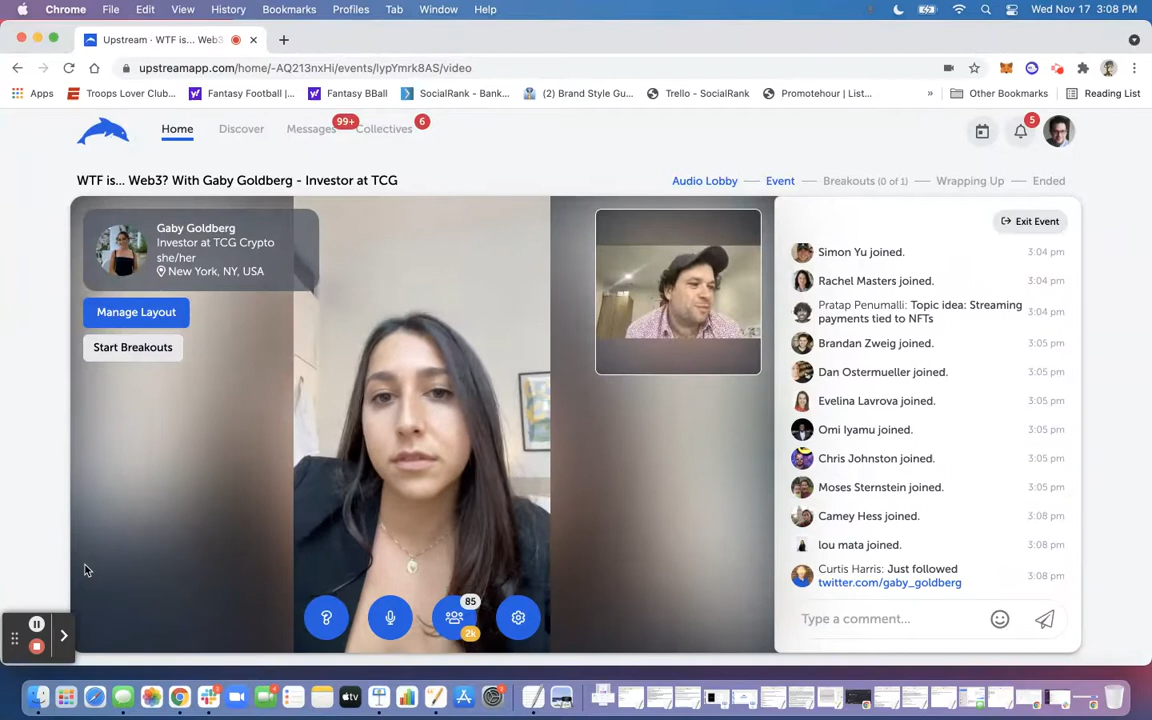 Chrome File Edit View History Bookmarks Profiles Tab Window Help Wed Nov 17 3:08 PM
Upstream · WTF is... Web3
upstreamapp.com/home/-AQ213nxHi/events/lypYmrk8AS/video
Apps Troops Lover Club... Fantasy Football |... Fantasy BBall SocialRank - Bank... (2) Brand Style Gu... Trello - SocialRank Promotehour | List... » Other Bookmarks Reading List
Home Discover Messages 99+ Collectives 6 5
WTF is... Web3? With Gaby Goldberg - Investor at TCG
Audio Lobby Event Breakouts (0 of 1) Wrapping Up Ended
Gaby Goldberg
Investor at TCG Crypto
she/her
New York, NY, USA
Manage Layout
Start Breakouts
85
2k
Exit Event
Simon Yu joined. 3:04 pm
Rachel Masters joined. 3:04 pm
Pratap Penumalli: Topic idea: Streaming
payments tied to NFTs 3:04 pm
Brandan Zweig joined. 3:05 pm
Dan Ostermueller joined. 3:05 pm
Evelina Lavrova joined. 3:05 pm
Omi Iyamu joined. 3:05 pm
Chris Johnston joined. 3:05 pm
Moses Sternstein joined. 3:05 pm
Camey Hess joined. 3:08 pm
lou mata joined. 3:08 pm
Curtis Harris: Just followed
twitter.com/gaby_goldberg 3:08 pm
Type a comment...
tv